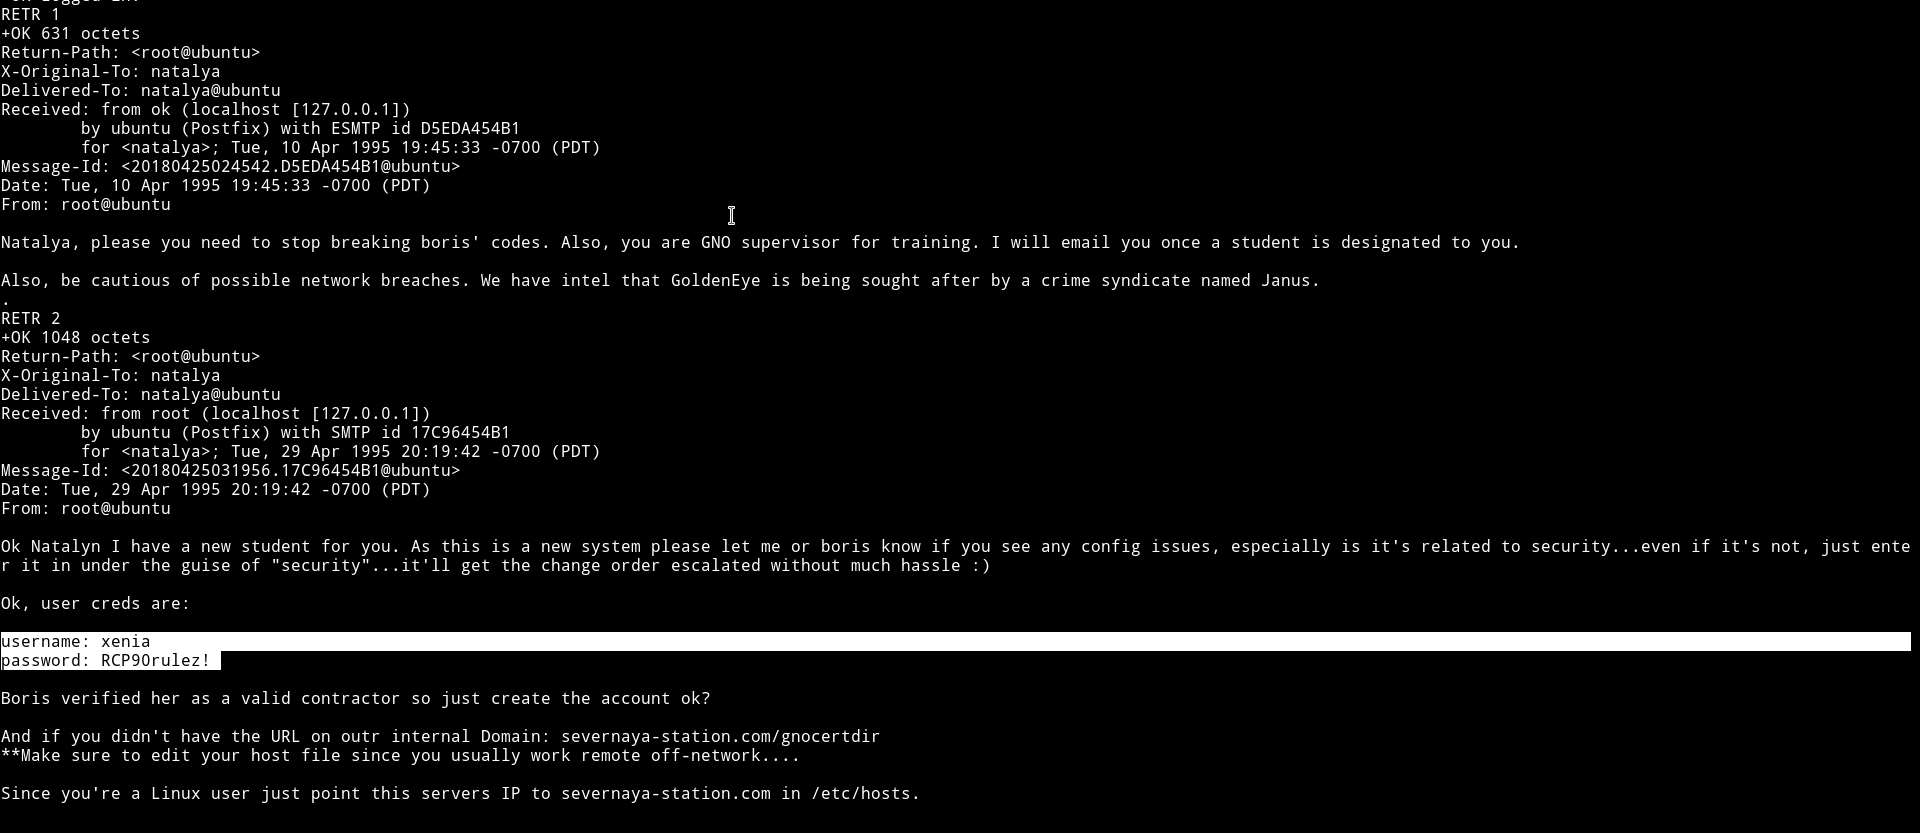 RETR 1
+OK 631 octets
Return-Path: <root@ubuntu>
X-Original-To: natalya
Delivered-To: natalya@ubuntu
Received: from ok (localhost [127.0.0.1])
        by ubuntu (Postfix) with ESMTP id D5EDA454B1
        for <natalya>; Tue, 10 Apr 1995 19:45:33 -0700 (PDT)
Message-Id: <20180425024542.D5EDA454B1@ubuntu>
Date: Tue, 10 Apr 1995 19:45:33 -0700 (PDT)
From: root@ubuntu

Natalya, please you need to stop breaking boris' codes. Also, you are GNO supervisor for training. I will email you once a student is designated to you.

Also, be cautious of possible network breaches. We have intel that GoldenEye is being sought after by a crime syndicate named Janus.
.
RETR 2
+OK 1048 octets
Return-Path: <root@ubuntu>
X-Original-To: natalya
Delivered-To: natalya@ubuntu
Received: from root (localhost [127.0.0.1])
        by ubuntu (Postfix) with SMTP id 17C96454B1
        for <natalya>; Tue, 29 Apr 1995 20:19:42 -0700 (PDT)
Message-Id: <20180425031956.17C96454B1@ubuntu>
Date: Tue, 29 Apr 1995 20:19:42 -0700 (PDT)
From: root@ubuntu

Ok Natalyn I have a new student for you. As this is a new system please let me or boris know if you see any config issues, especially is it's related to security...even if it's not, just ente
r it in under the guise of "security"...it'll get the change order escalated without much hassle :)

Ok, user creds are:

username: xenia
password: RCP90rulez!

Boris verified her as a valid contractor so just create the account ok?

And if you didn't have the URL on outr internal Domain: severnaya-station.com/gnocertdir
**Make sure to edit your host file since you usually work remote off-network....

Since you're a Linux user just point this servers IP to severnaya-station.com in /etc/hosts.